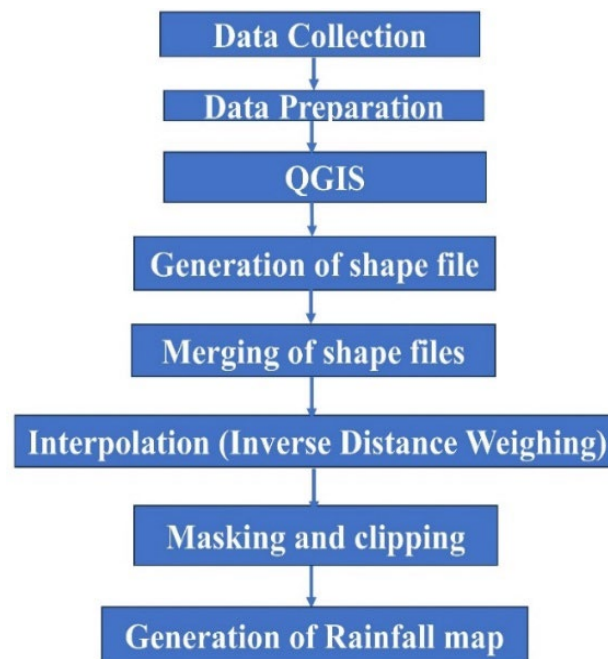 Data Collection
Data Preparation
QGIS
Generation of shape file
Merging of shape files
Interpolation (Inverse Distance Weighing)
Masking and clipping
Generation of Rainfall map